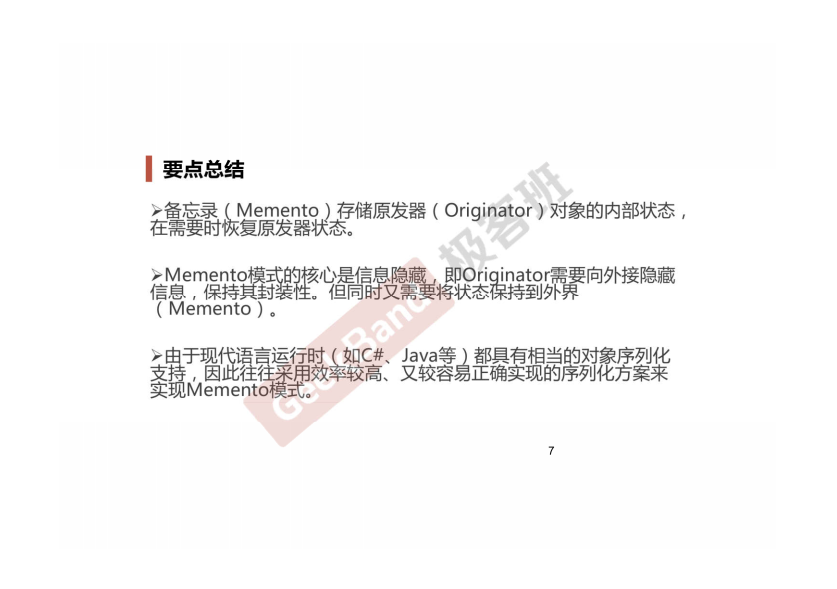 要点总结
➢备忘录（Memento）存储原发器（Originator）对象的内部状态，
在需要时恢复原发器状态。
➢Memento模式的核心是信息隐藏，即Originator需要向外接隐藏
信息，保持其封装性。但同时又需要将状态保持到外界
（Memento）。
➢由于现代语言运行时（如C#、Java等）都具有相当的对象序列化
支持，因此往往采用效率较高、又较容易正确实现的序列化方案来
实现Memento模式。
GeekBand 极客班
7